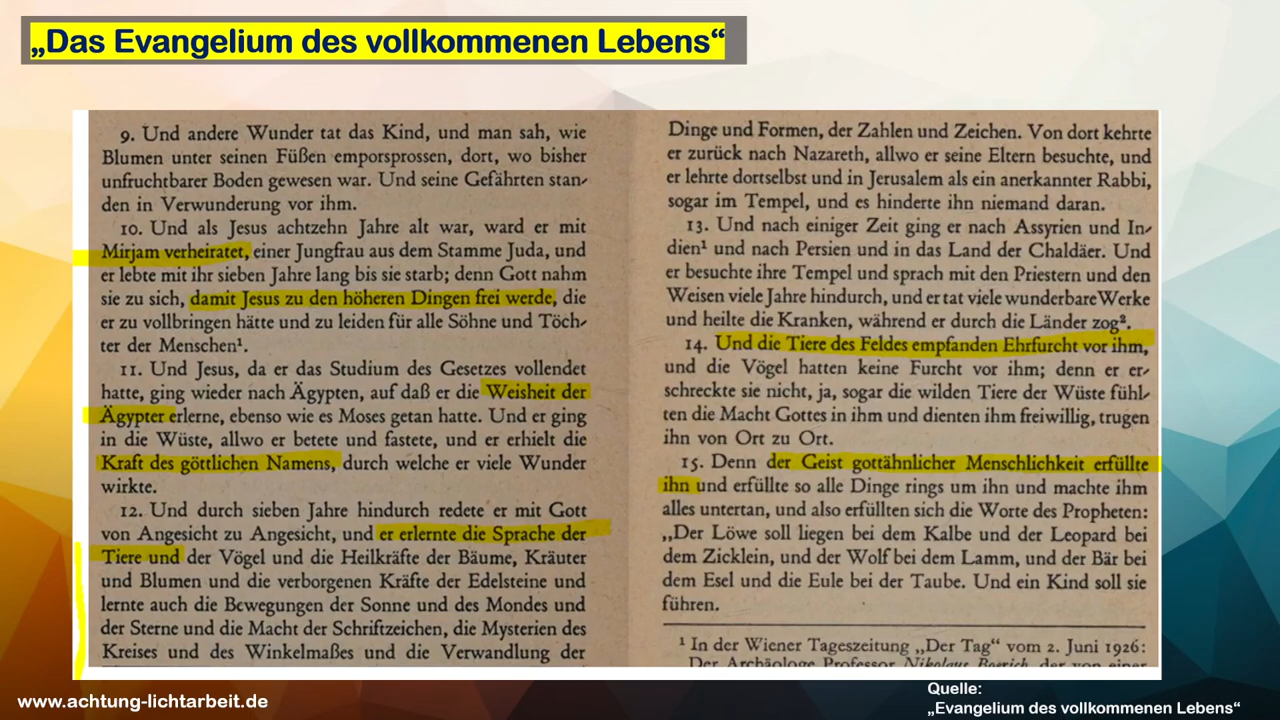 „Das Evangelium des vollkommenen Lebens“
9. Und andere Wunder tat das Kind, und man sah, wie
Blumen unter seinen Füßen emporsprossen, dort, wo bisher
unfruchtbarer Boden gewesen war. Und seine Gefährten stan-
den in Verwunderung vor ihm.
10. Und als Jesus achtzehn Jahre alt war, ward er mit
Mirjam verheiratet, einer Jungfrau aus dem Stamme Juda, und
er lebte mit ihr sieben Jahre lang bis sie starb; denn Gott nahm
sie zu sich, damit Jesus zu den höheren Dingen frei werde, die
er zu vollbringen hätte und zu leiden für alle Söhne und Töch-
ter der Menschen¹.
11. Und Jesus, da er das Studium des Gesetzes vollendet
hatte, ging wieder nach Ägypten, auf daß er die Weisheit der
Ägypter erlerne, ebenso wie es Moses getan hatte. Und er ging
in die Wüste, allwo er betete und fastete, und er erhielt die
Kraft des göttlichen Namens, durch welche er viele Wunder
wirkte.
12. Und durch sieben Jahre hindurch redete er mit Gott
von Angesicht zu Angesicht, und er erlernte die Sprache der
Tiere und der Vögel und die Heilkräfte der Bäume, Kräuter
und Blumen und die verborgenen Kräfte der Edelsteine und
lernte auch die Bewegungen der Sonne und des Mondes und
der Sterne und die Macht der Schriftzeichen, die Mysterien des
Kreises und des Winkelmaßes und die Verwandlung der
Dinge und Formen, der Zahlen und Zeichen. Von dort kehrte
er zurück nach Nazareth, allwo er seine Eltern besuchte, und
er lehrte dortselbst und in Jerusalem als ein anerkannter Rabbi,
sogar im Tempel, und es hinderte ihn niemand daran.
13. Und nach einiger Zeit ging er nach Assyrien und In-
dien¹ und nach Persien und in das Land der Chaldäer. Und
er besuchte ihre Tempel und sprach mit den Priestern und den
Weisen viele Jahre hindurch, und er tat viele wunderbare Werke
und heilte die Kranken, während er durch die Länder zog².
14. Und die Tiere des Feldes empfanden Ehrfurcht vor ihm,
und die Vögel hatten keine Furcht vor ihm; denn er er-
schreckte sie nicht, ja, sogar die wilden Tiere der Wüste fühl-
ten die Macht Gottes in ihm und dienten ihm freiwillig, trugen
ihn von Ort zu Ort.
15. Denn der Geist gottähnlicher Menschlichkeit erfüllte
ihn und erfüllte so alle Dinge rings um ihn und machte ihm
alles untertan, und also erfüllten sich die Worte des Propheten:
„Der Löwe soll liegen bei dem Kalbe und der Leopard bei
dem Zicklein, und der Wolf bei dem Lamm, und der Bär bei
dem Esel und die Eule bei der Taube. Und ein Kind soll sie
führen.
¹ In der Wiener Tageszeitung „Der Tag“ vom 2. Juni 1926:
Der Archäologe Professor der von einer
www.achtung-lichtarbeit.de
Quelle:
„Evangelium des vollkommenen Lebens“